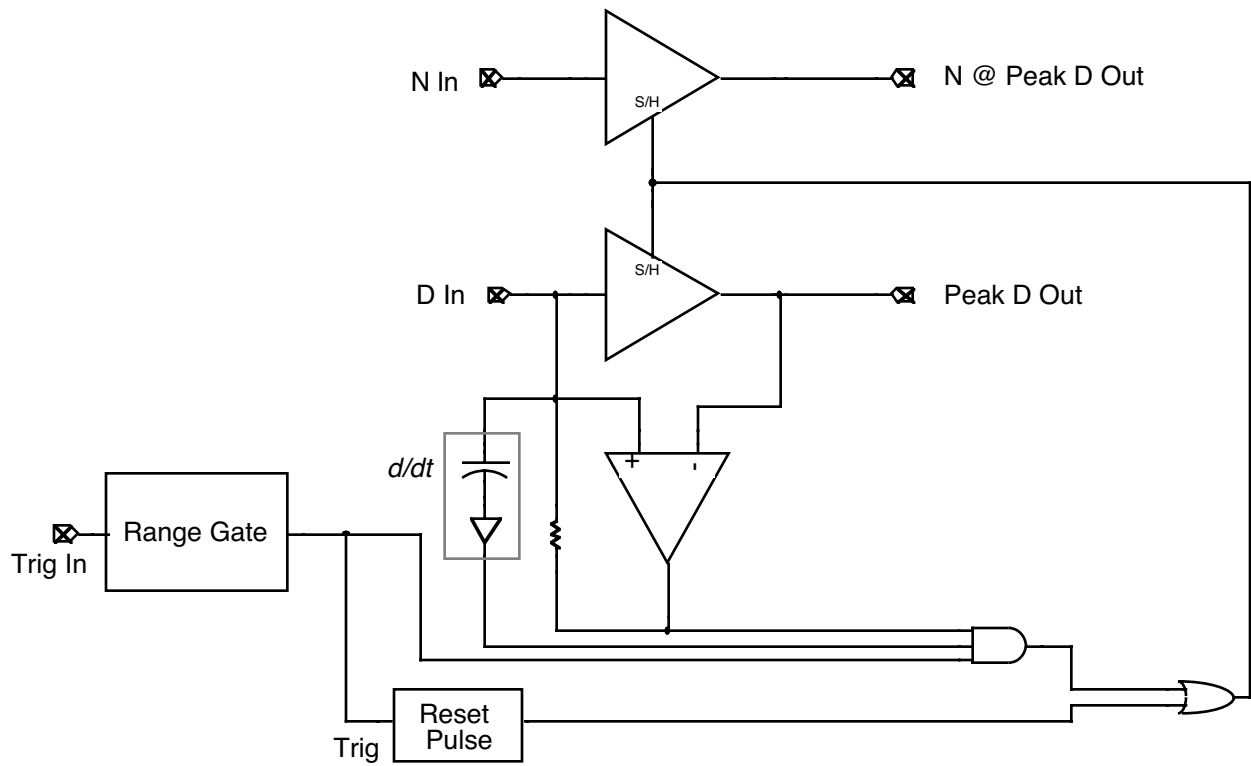 N In
S/H
N @ Peak D Out
S/H
D In
Peak D Out
d/dt
+
-
Range Gate
Trig In
Reset
Pulse
Trig